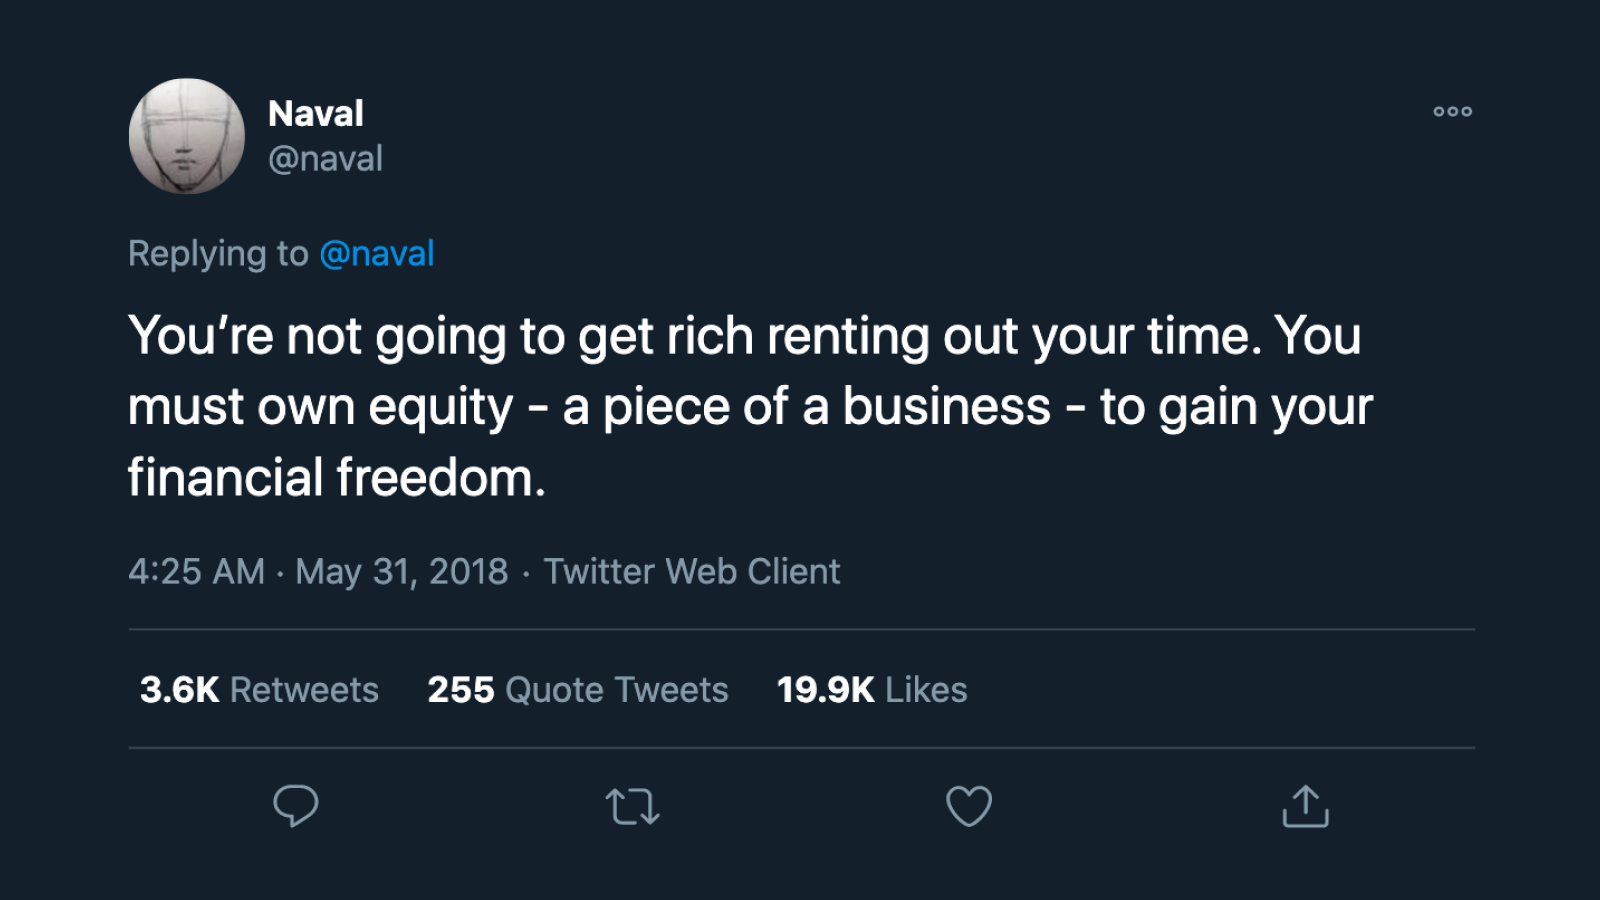 Naval
@naval
Replying to @naval
You’re not going to get rich renting out your time. You
must own equity - a piece of a business - to gain your
financial freedom.
4:25 AM · May 31, 2018 · Twitter Web Client
3.6K Retweets 255 Quote Tweets 19.9K Likes